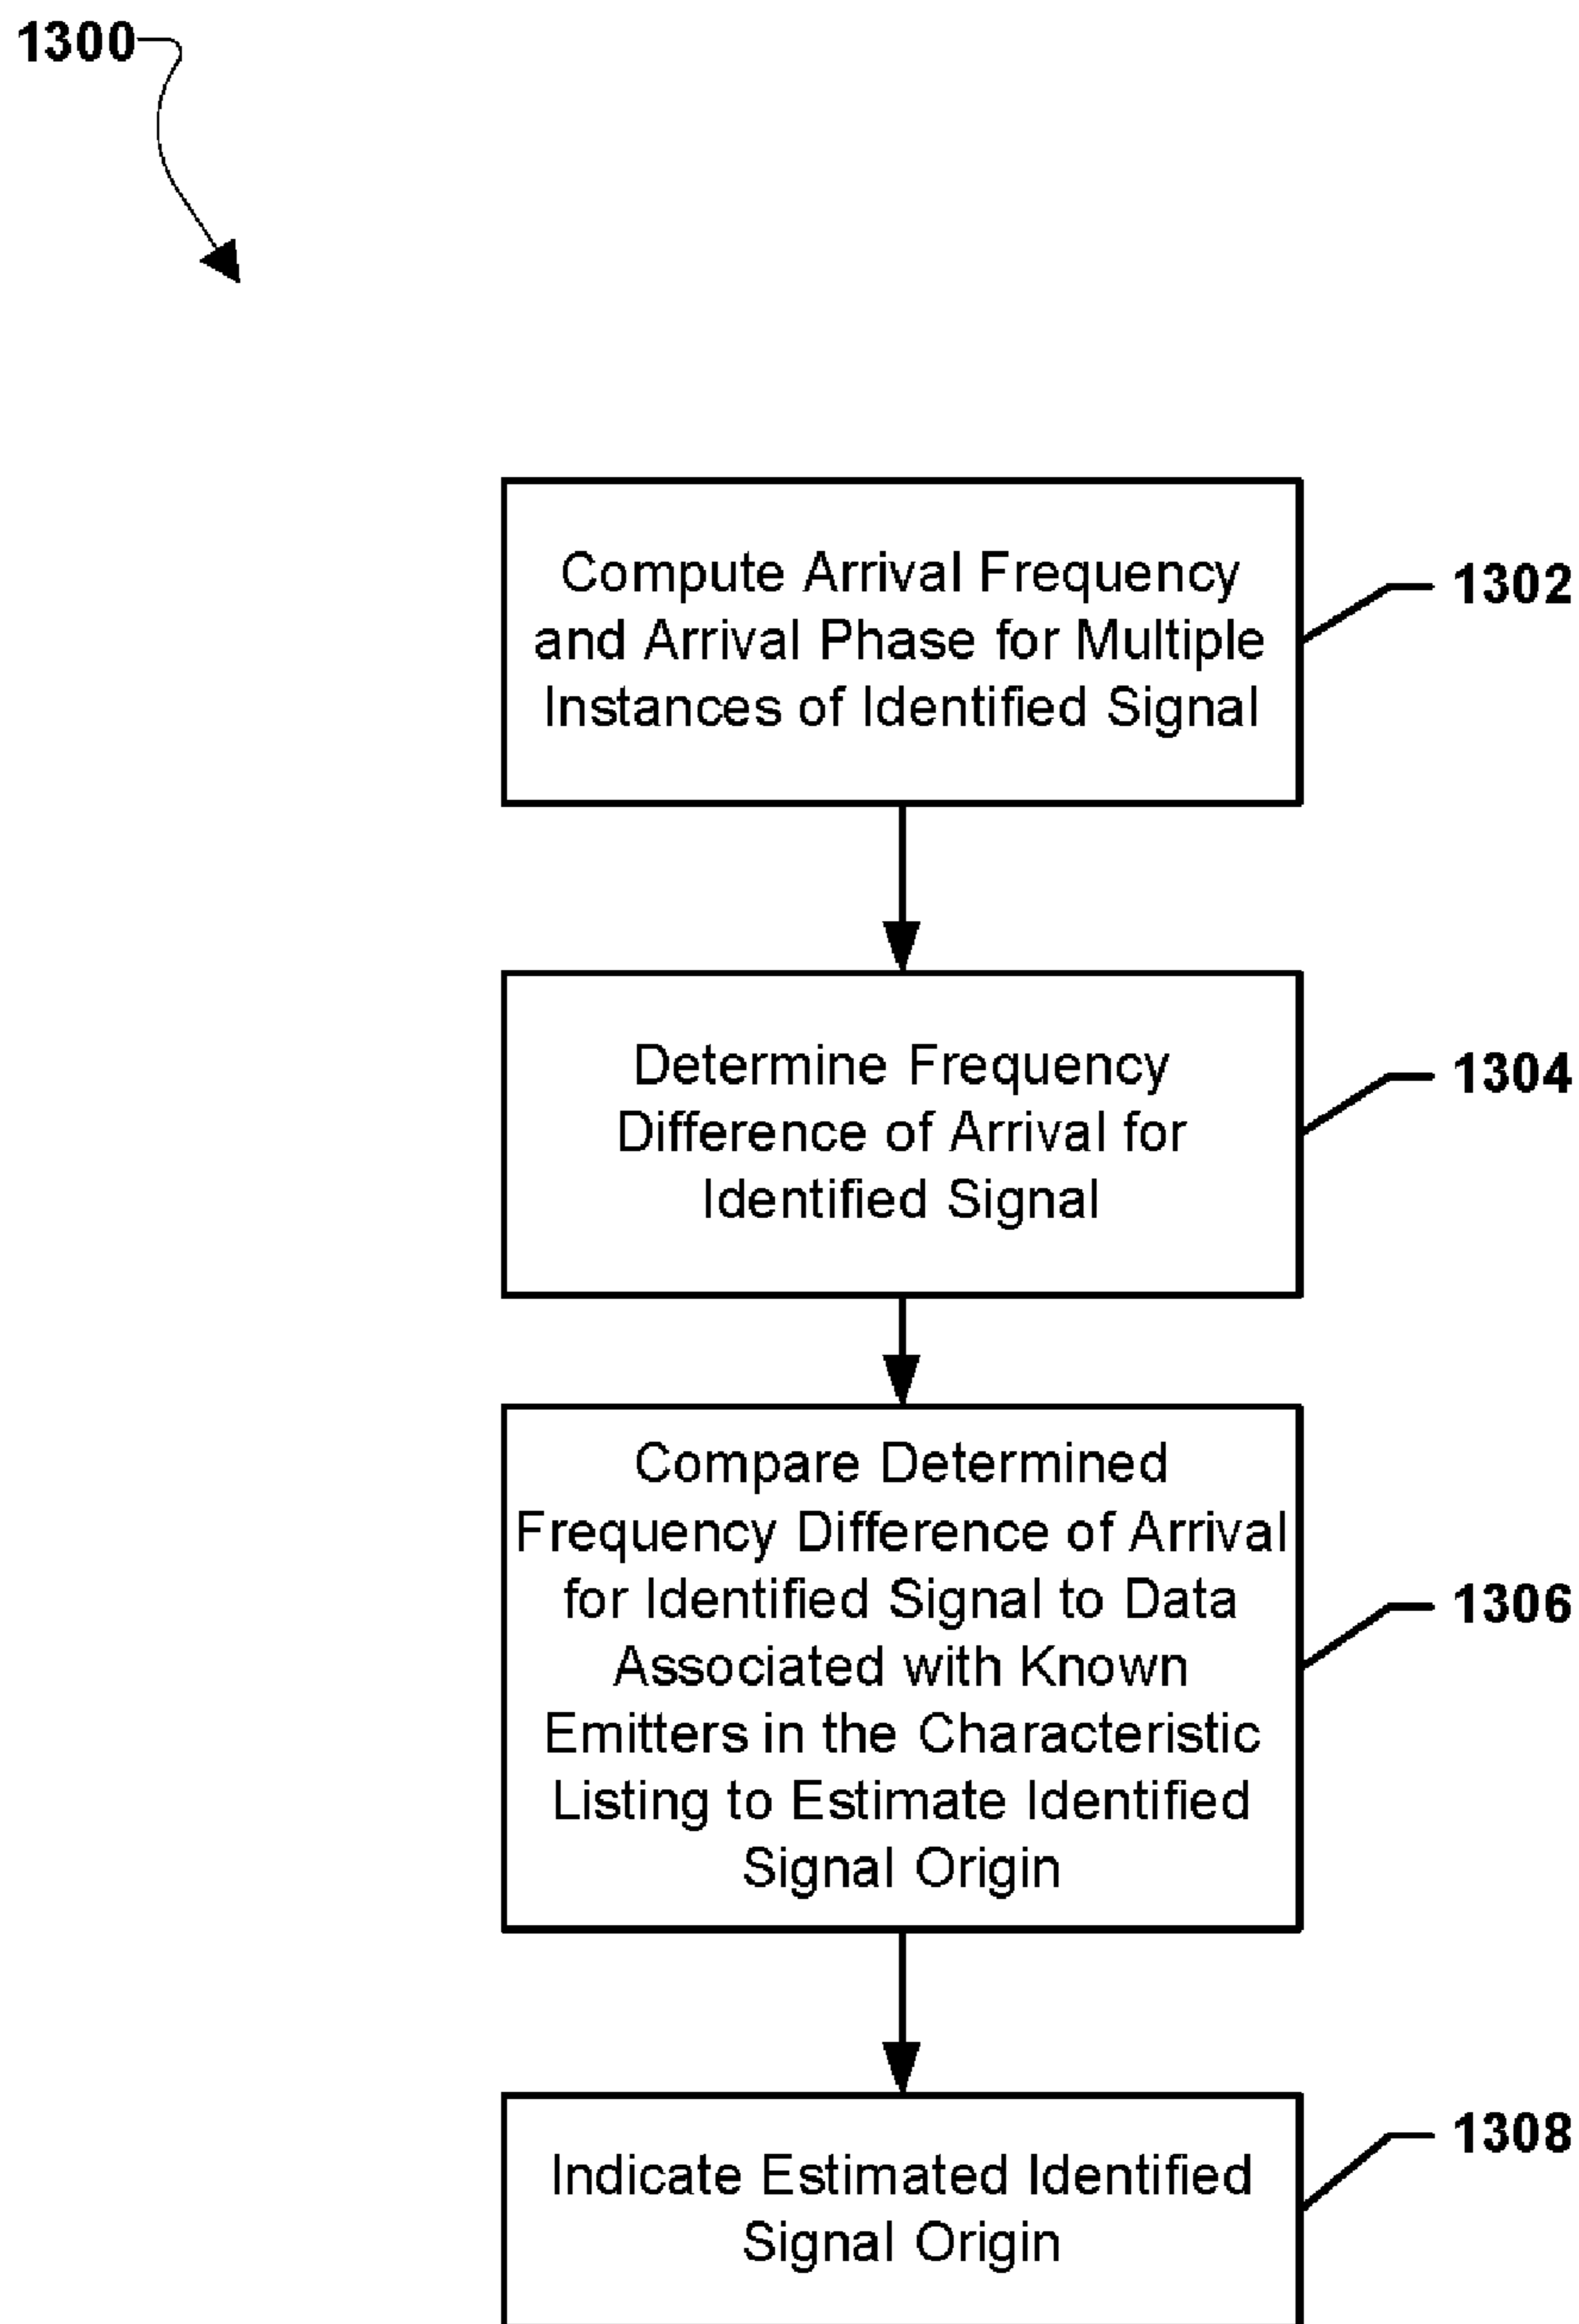 1300
Compute Arrival Frequency
and Arrival Phase for Multiple
Instances of Identified Signal
1302
Determine Frequency
Difference of Arrival for
Identified Signal
1304
Compare Determined
Frequency Difference of Arrival
for Identified Signal to Data
Associated with Known
Emitters in the Characteristic
Listing to Estimate Identified
Signal Origin
1306
Indicate Estimated Identified
Signal Origin
1308